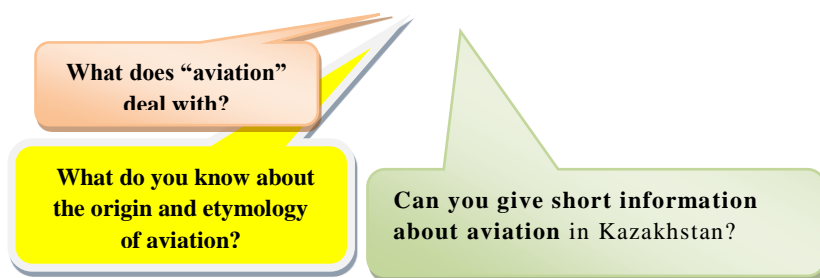 What does “aviation”
deal with?
What do you know about
the origin and etymology
of aviation?
Can you give short information
about aviation in Kazakhstan?